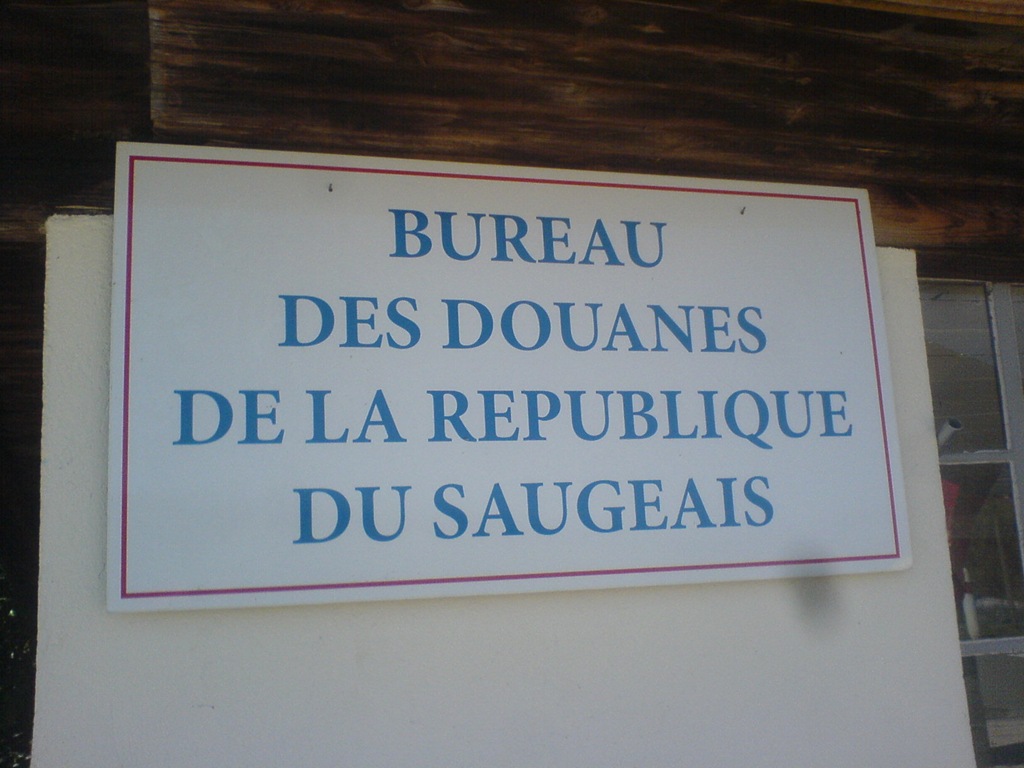 BUREAU
DES DOUANES
DE LA REPUBLIQUE
DU SAUGEAIS